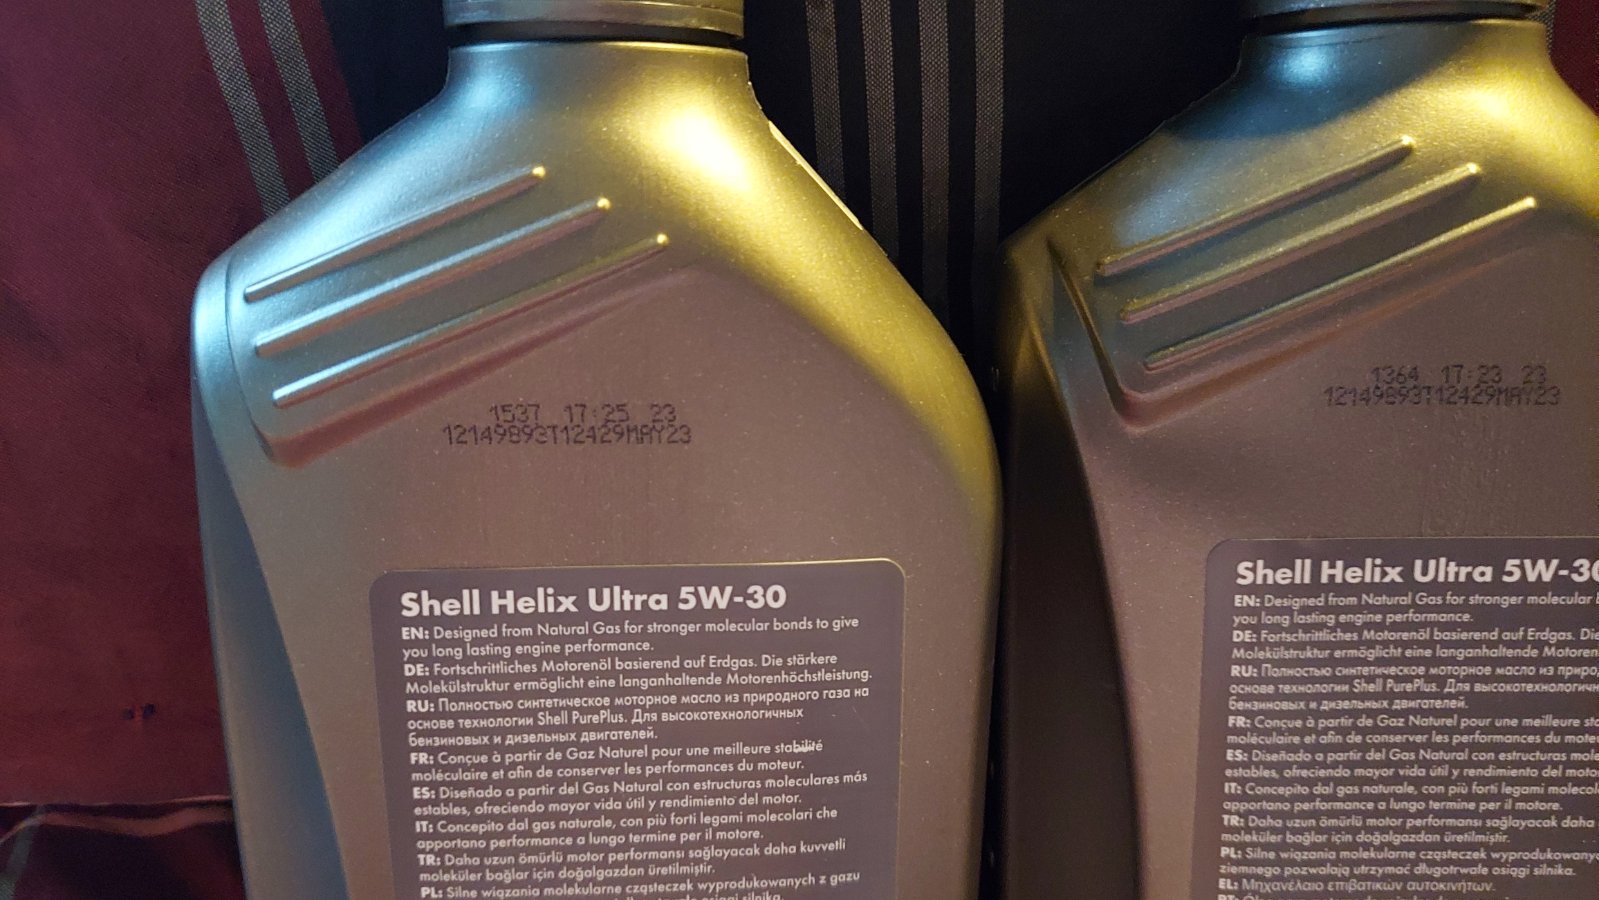 1537 17:25 23
12149893T12429MAY23
Shell Helix Ultra 5W-30
EN: Designed from Natural Gas for stronger molecular bonds to give
you long lasting engine performance.
DE: Fortschrittliches Motorenöl basierend auf Erdgas. Die stärkere
Molekülstruktur ermöglicht eine langanhaltende Motorenhöchstleistung.
RU: Полностью синтетическое моторное масло из природного газа на
основе технологии Shell PurePlus. Для высокотехнологичных
бензиновых и дизельных двигателей.
FR: Conçue à partir de Gaz Naturel pour une meilleure stabilité
moléculaire et afin de conserver les performances du moteur.
ES: Diseñado a partir del Gas Natural con estructuras moleculares más
estables, ofreciendo mayor vida útil y rendimiento del motor.
IT: Concepito dal gas naturale, con più forti legami molecolari che
apportano performance a lungo termine per il motore.
TR: Daha uzun ömürlü motor performansı sağlayacak daha kuvvetli
moleküler bağlar için doğalgazdan üretilmiştir.
PL: Silne wiązania molekularne cząsteczek wyprodukowanych z gazu
osiągi silnika.
1364 17:23 23
12149893T12429MAY23
Shell Helix Ultra 5W-30
EN: Designed from Natural Gas for stronger molecular
you long lasting engine performance.
DE: Fortschrittliches Motorenöl basierend auf Erdgas. Die
Molekülstruktur ermöglicht eine langanhaltende
RU: Полностью синтетическое моторное масло из
основе технологии Shell PurePlus. Для
бензиновых и дизельных двигателей.
FR: Conçue à partir de Gaz Naturel pour une meilleure
moléculaire et afin de conserver les performances du
ES: Diseñado a partir del Gas Natural con estructuras
estables, ofreciendo mayor vida útil y rendimiento del
IT: Concepito dal gas naturale, con più forti legami
apportano performance a lungo termine per il motore.
TR: Daha uzun ömürlü motor performansı sağlayacak daha
moleküler bağlar için doğalgazdan üretilmiştir.
PL: Silne wiązania molekularne cząsteczek
ziemnego pozwalają utrzymać długotrwałe osiągi silnika.
EL: Μηχανέλαιο επιβατικών αυτοκινήτων.